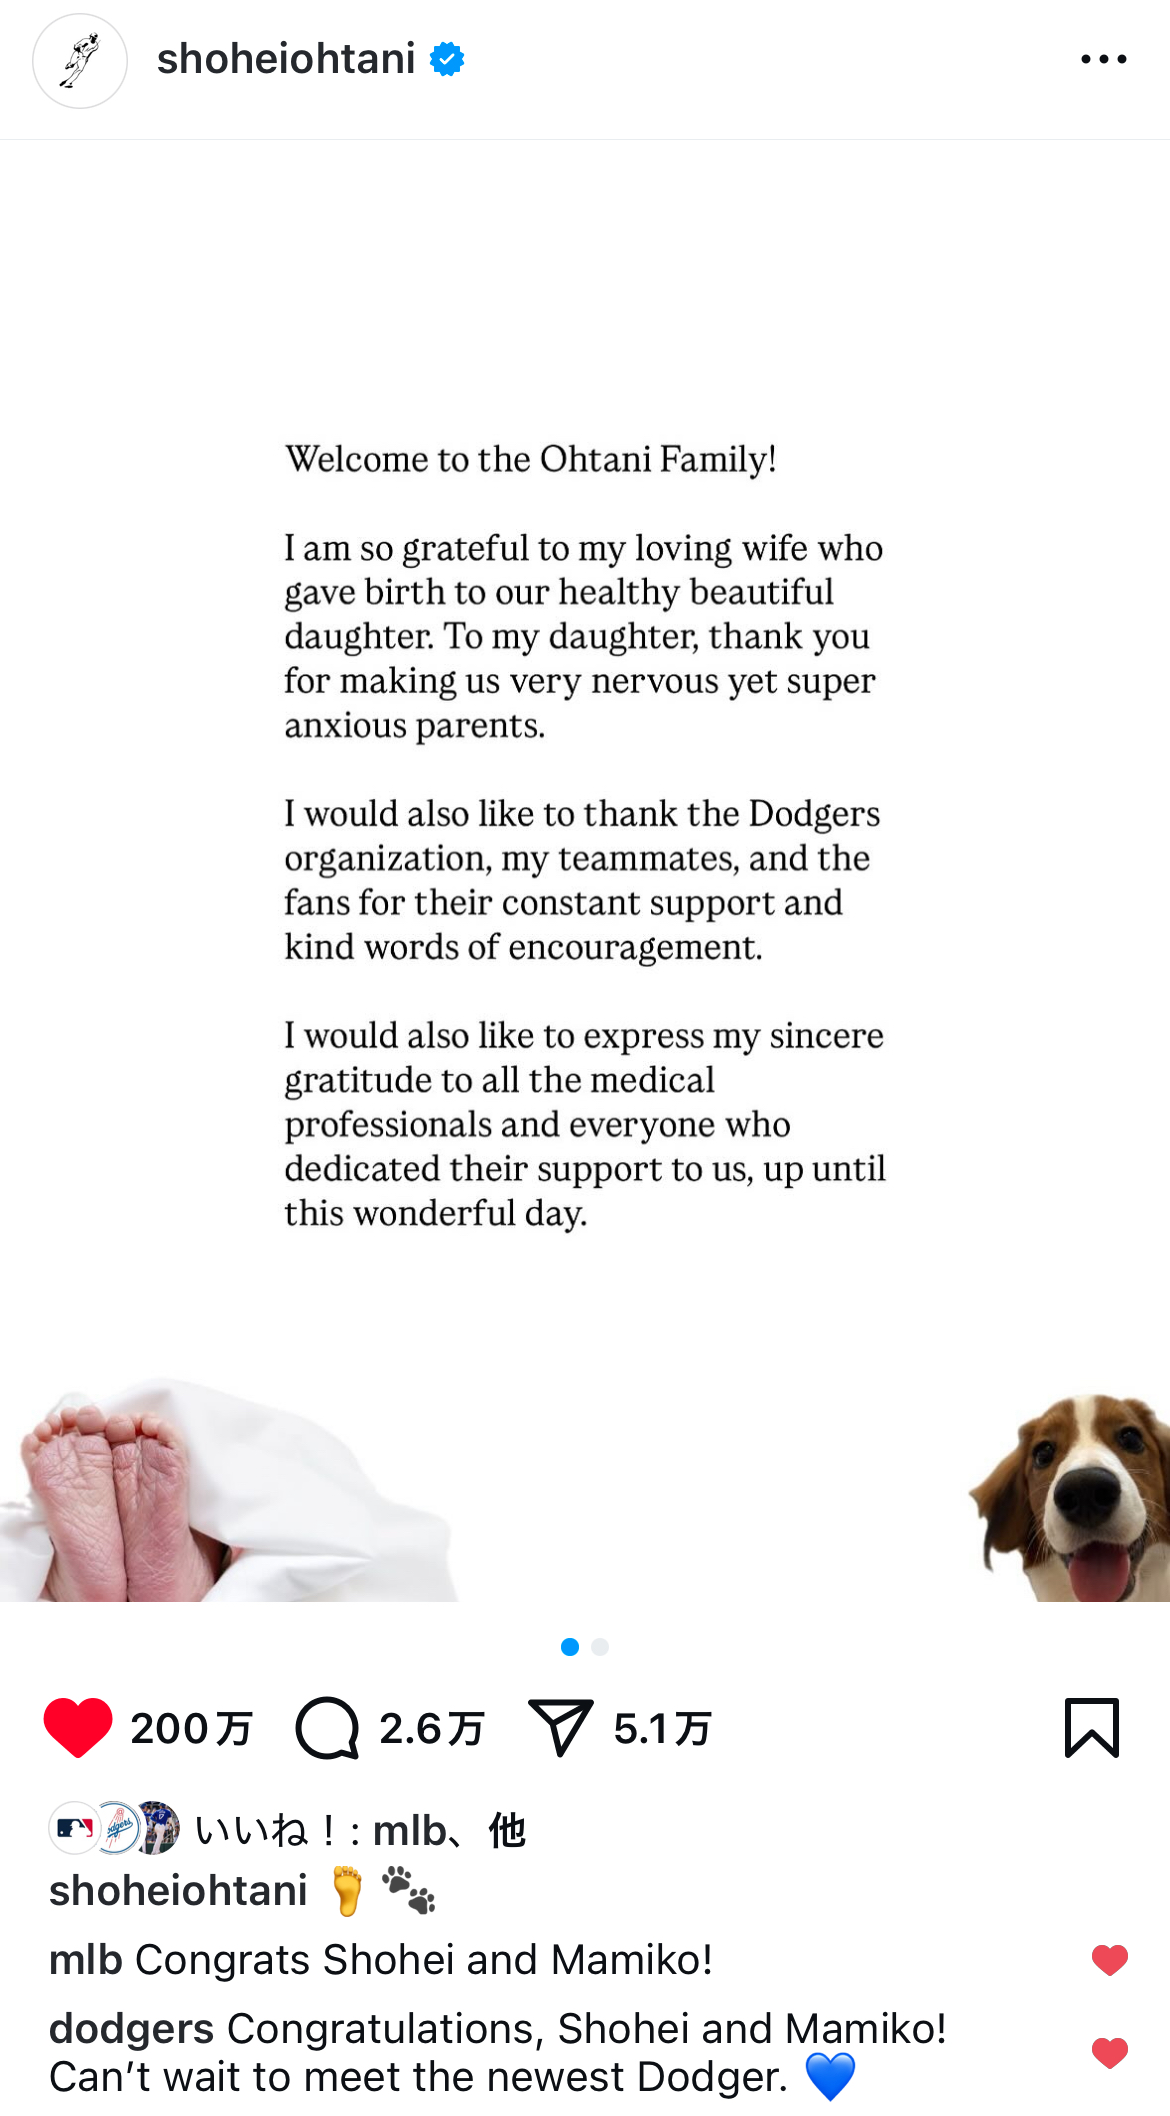 shoheiohtani
Welcome to the Ohtani Family!
I am so grateful to my loving wife who
gave birth to our healthy beautiful
daughter. To my daughter, thank you
for making us very nervous yet super
anxious parents.
I would also like to thank the Dodgers
organization, my teammates, and the
fans for their constant support and
kind words of encouragement.
I would also like to express my sincere
gratitude to all the medical
professionals and everyone who
dedicated their support to us, up until
this wonderful day.
200万 2.6万 5.1万
いいね！: mlb、他
shoheiohtani 🦶 🐾
mlb Congrats Shohei and Mamiko!
dodgers Congratulations, Shohei and Mamiko!
Can’t wait to meet the newest Dodger. 💙